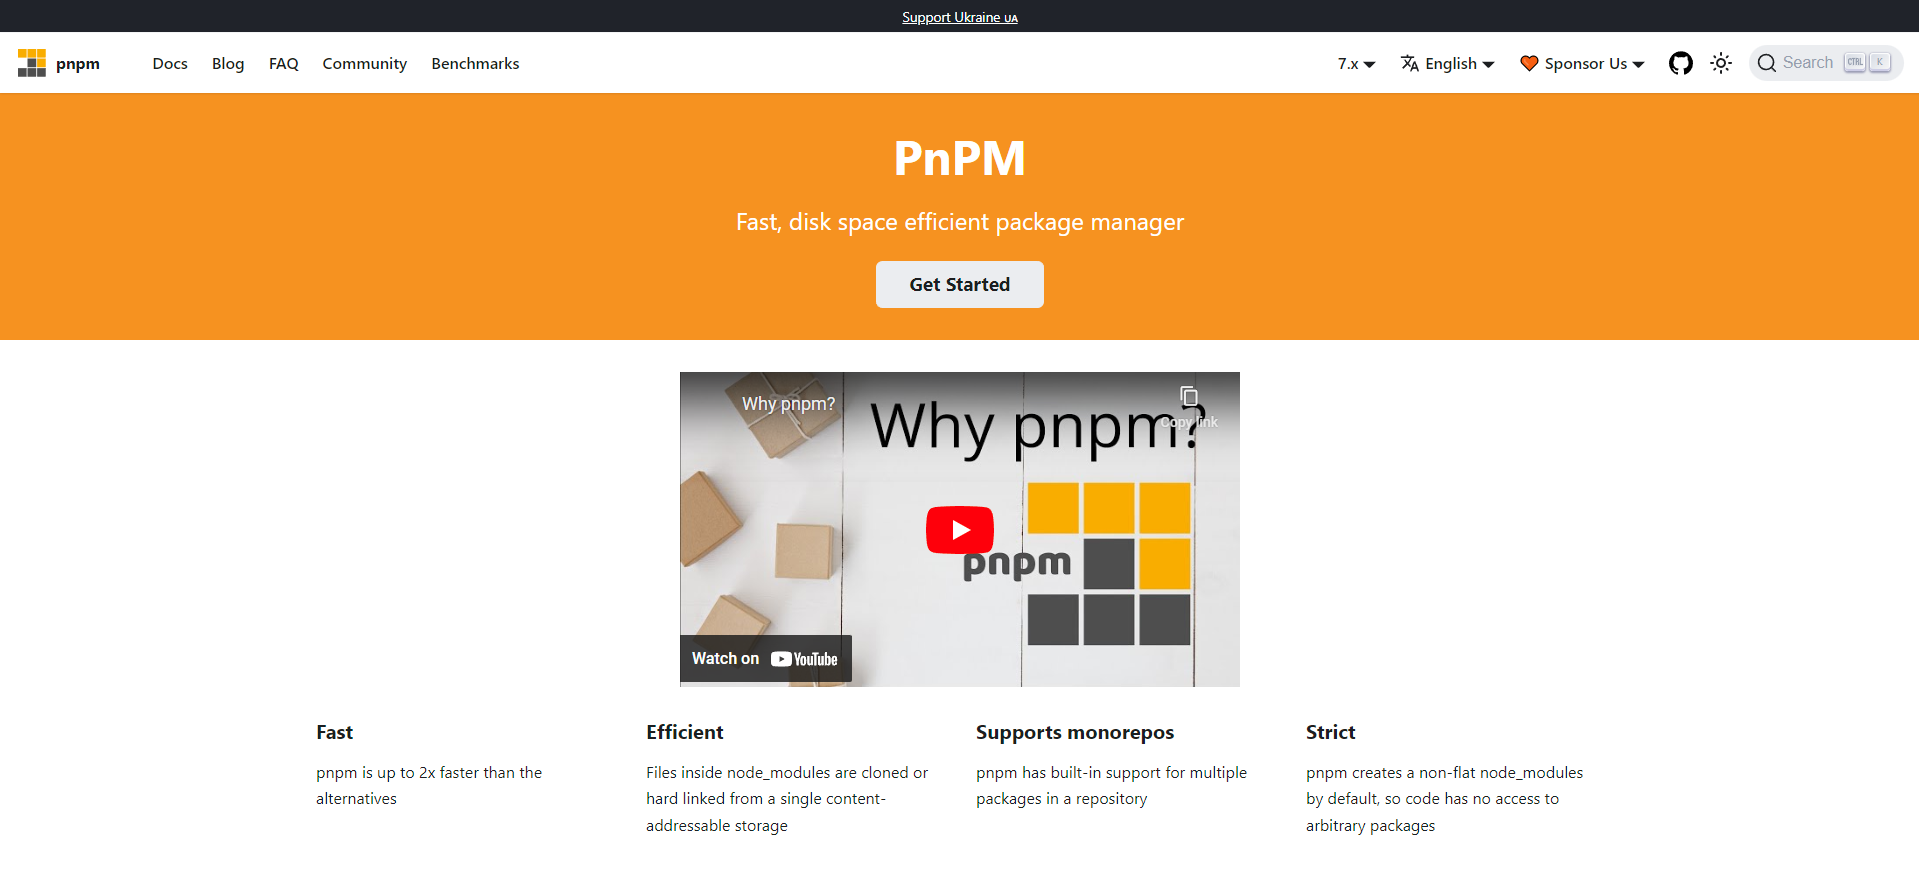 Support Ukraine 🇺🇦
pnpm
Docs Blog FAQ Community Benchmarks
7.x English Sponsor Us Search CTRL K
PnPM
Fast, disk space efficient package manager
Get Started
Why pnpm?
Copy link
Why pnpm?
pnpm
Watch on YouTube
Fast
pnpm is up to 2x faster than the
alternatives
Efficient
Files inside node_modules are cloned or
hard linked from a single content-
addressable storage
Supports monorepos
pnpm has built-in support for multiple
packages in a repository
Strict
pnpm creates a non-flat node_modules
by default, so code has no access to
arbitrary packages